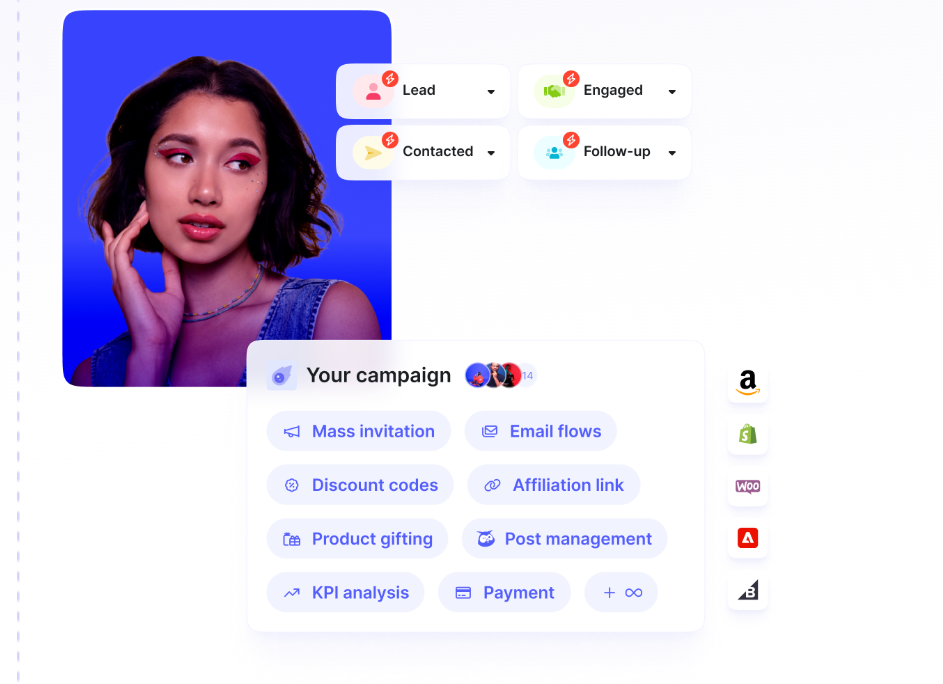 Lead
Engaged
Contacted
Follow-up
Your campaign
14
Mass invitation
Email flows
Discount codes
Affiliation link
Product gifting
Post management
KPI analysis
Payment
+ ∞
a
S
WOO
A
B